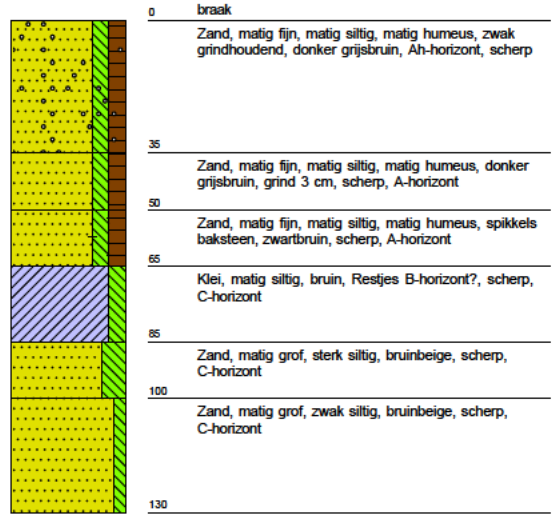 0
braak
Zand, matig fijn, matig siltig, matig humeus, zwak
grindhoudend, donker grijsbruin, Ah-horizont, scherp
35
Zand, matig fijn, matig siltig, matig humeus, donker
grijsbruin, grind 3 cm, scherp, A-horizont
50
Zand, matig fijn, matig siltig, matig humeus, spikkels
baksteen, zwartbruin, scherp, A-horizont
65
Klei, matig siltig, bruin, Restjes B-horizont?, scherp,
C-horizont
85
Zand, matig grof, sterk siltig, bruinbeige, scherp,
C-horizont
100
Zand, matig grof, zwak siltig, bruinbeige, scherp,
C-horizont
130